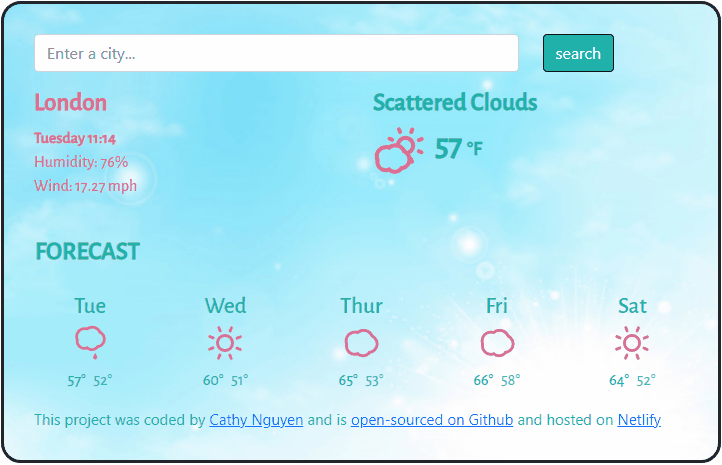 Enter a city...
search
London
Scattered Clouds
Tuesday 11:14
57 °F
Humidity: 76%
Wind: 17.27 mph
FORECAST
Tue Wed Thur Fri Sat
57° 52° 60° 51° 65° 53° 66° 58° 64° 52°
This project was coded by Cathy Nguyen and is open-sourced on Github and hosted on Netlify